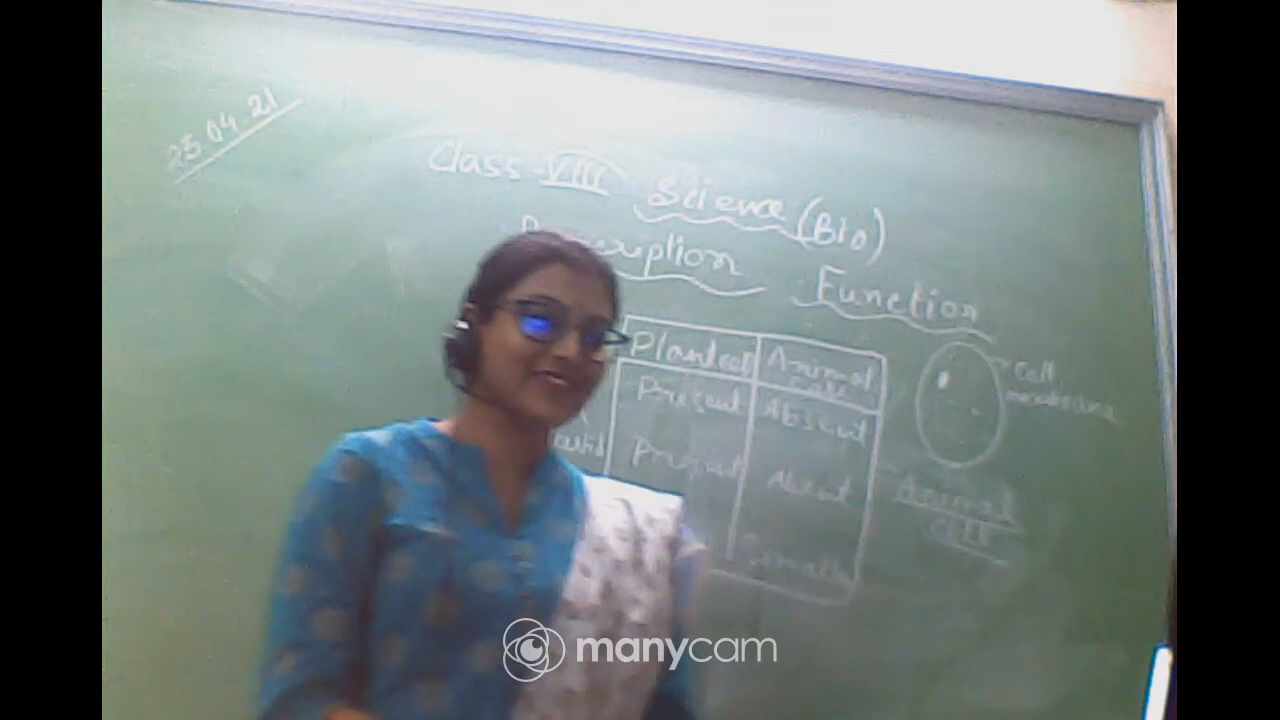 25.04.21
Class-VIII Science (Bio)
Function
Plant cell Animal cell
Present Absent
Present Absent
Smaller
Cell membrane
Animal cell
manycam